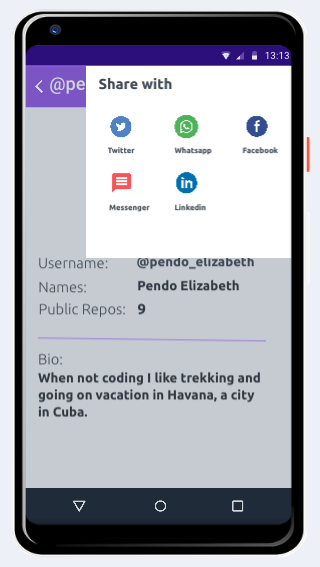 13:13
@pe
Share with
Twitter
Whatsapp
Facebook
Messenger
Linkedin
Username: @pendo_elizabeth
Names: Pendo Elizabeth
Public Repos: 9
Bio:
When not coding I like trekking and
going on vacation in Havana, a city
in Cuba.